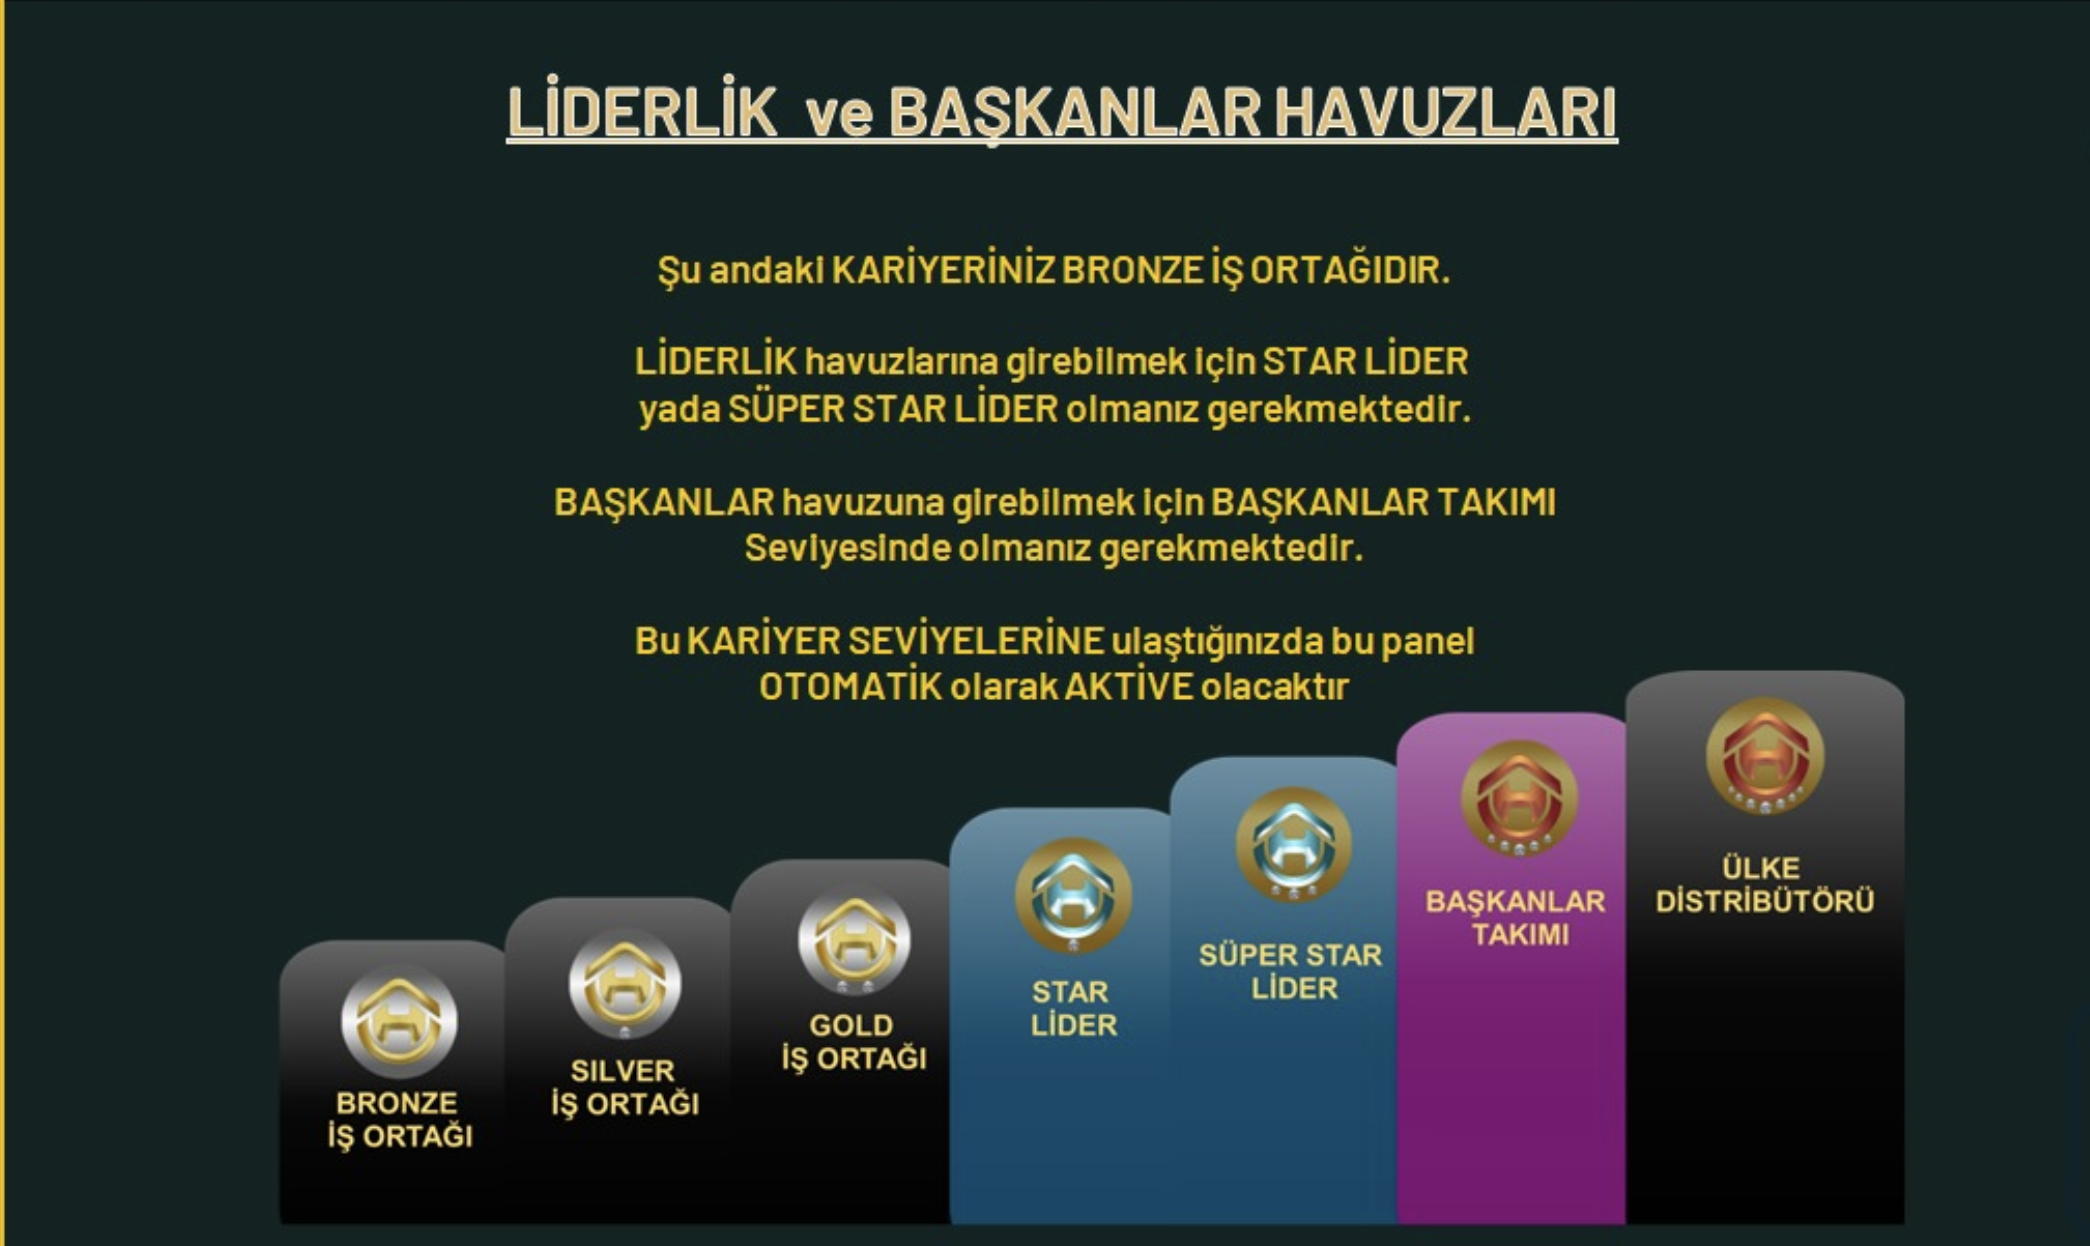 LİDERLİK ve BAŞKANLAR HAVUZLARI
Şu andaki KARİYERİNİZ BRONZE İŞ ORTAĞIDIR.
LİDERLİK havuzlarına girebilmek için STAR LİDER
yada SÜPER STAR LİDER olmanız gerekmektedir.
BAŞKANLAR havuzuna girebilmek için BAŞKANLAR TAKIMI
Seviyesinde olmanız gerekmektedir.
Bu KARİYER SEVİYELERİNE ulaştığınızda bu panel
OTOMATİK olarak AKTİVE olacaktır
BRONZE
İŞ ORTAĞI
SILVER
İŞ ORTAĞI
GOLD
İŞ ORTAĞI
STAR
LİDER
SÜPER STAR
LİDER
BAŞKANLAR
TAKIMI
ÜLKE
DİSTRİBÜTÖRÜ